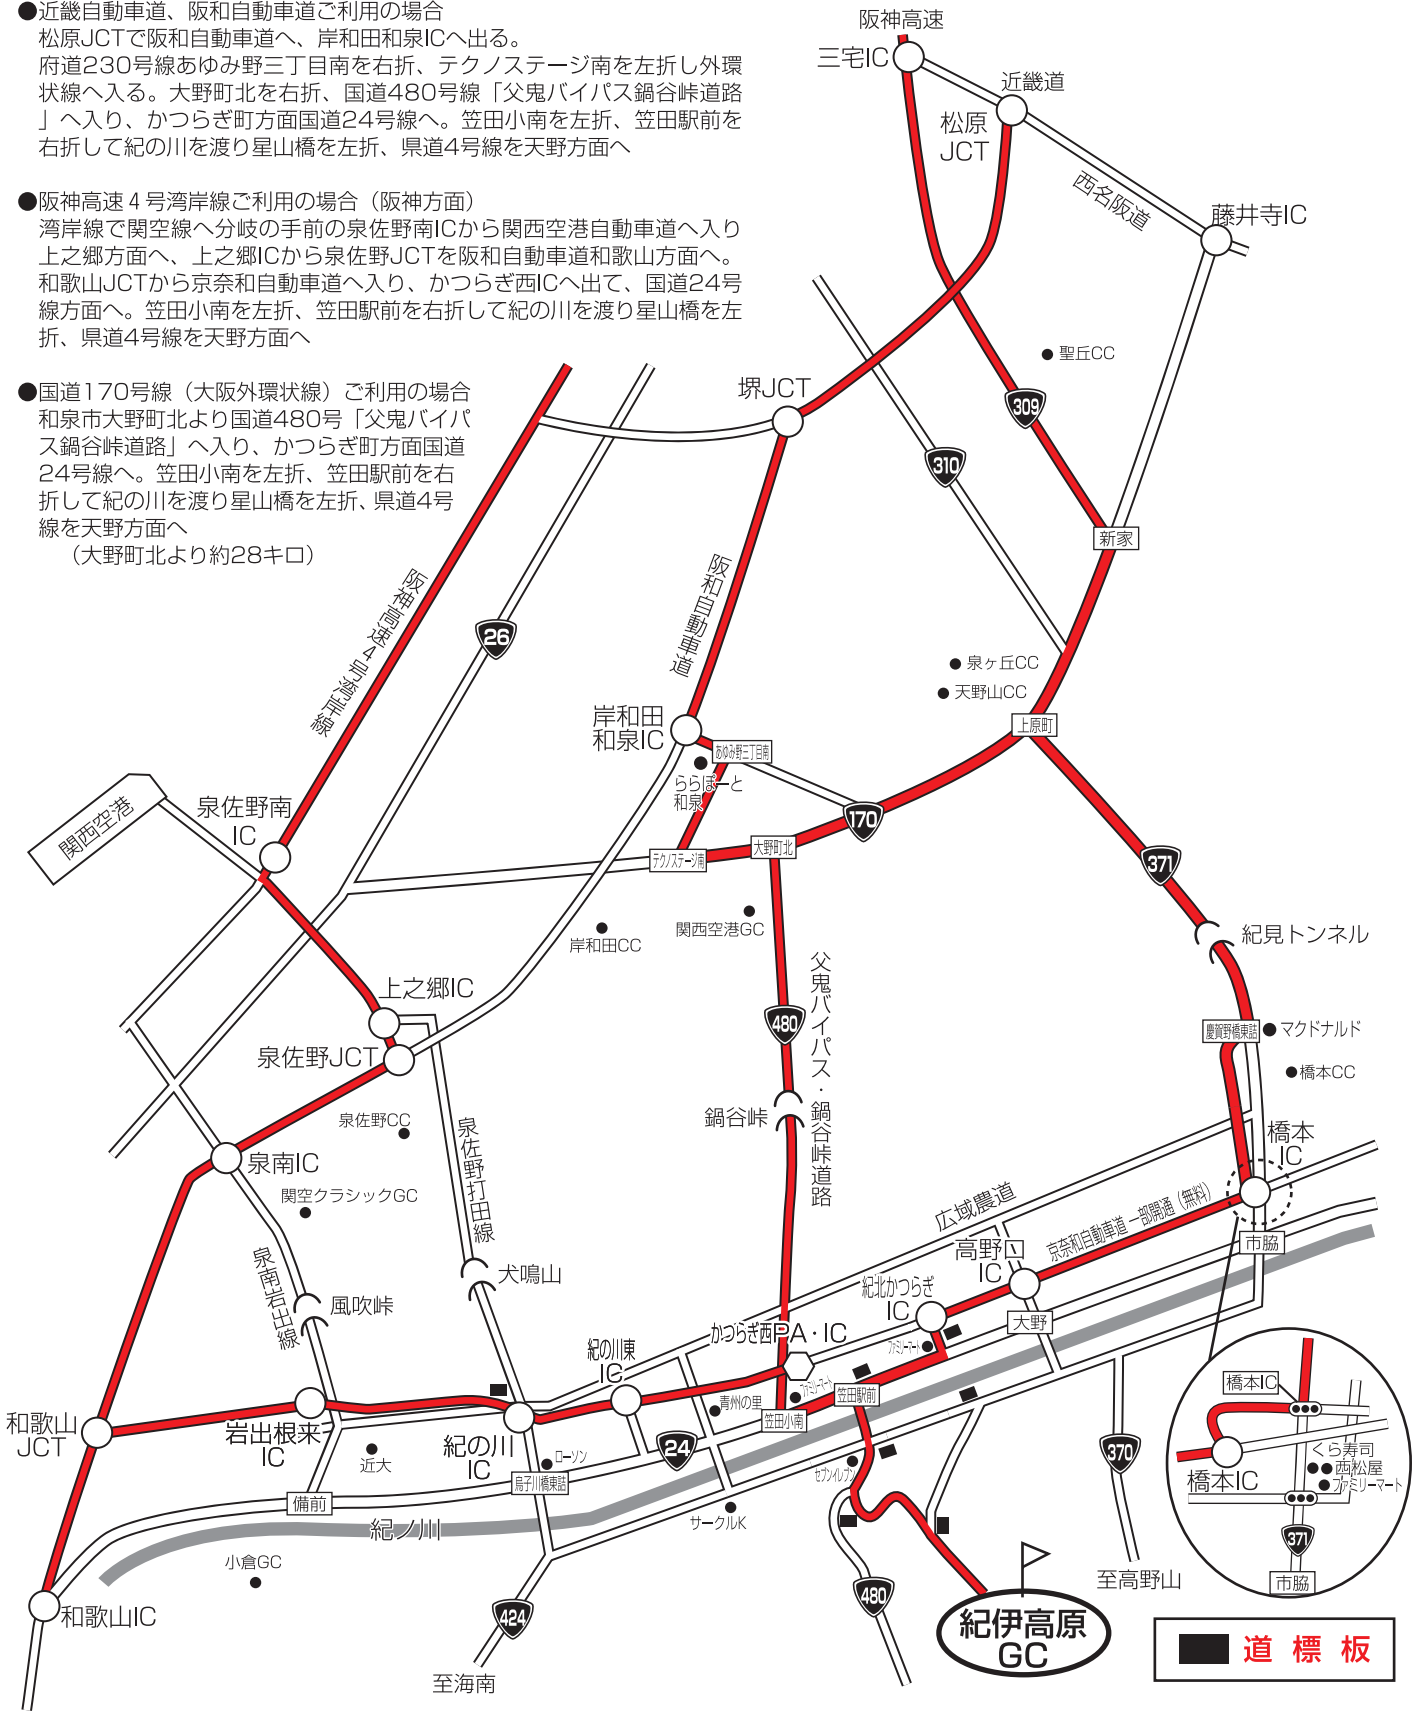 ●近畿自動車道、阪和自動車道ご利用の場合
松原JCTで阪和自動車道へ、岸和田和泉ICへ出る。
府道230号線あゆみ野三丁目南を右折、テクノステージ南を左折し外環
状線へ入る。大野町北を右折、国道480号線「父鬼バイパス鍋谷峠道路
」へ入り、かつらぎ町方面国道24号線へ。笠田小南を左折、笠田駅前を
右折して紀の川を渡り星山橋を左折、県道4号線を天野方面へ
●阪神高速4号湾岸線ご利用の場合（阪神方面）
湾岸線で関空線へ分岐の手前の泉佐野南ICから関西空港自動車道へ入り
上之郷方面へ、上之郷ICから泉佐野JCTを阪和自動車道和歌山方面へ。
和歌山JCTから京奈和自動車道へ入り、かつらぎ西ICへ出て、国道24号
線方面へ。笠田小南を左折、笠田駅前を右折して紀の川を渡り星山橋を左
折、県道4号線を天野方面へ
●国道170号線（大阪外環状線）ご利用の場合
和泉市大野町北より国道480号「父鬼バイパ
ス鍋谷峠道路」へ入り、かつらぎ町方面国道
24号線へ。笠田小南を左折、笠田駅前を右
折して紀の川を渡り星山橋を左折、県道4号
線を天野方面へ
（大野町北より約28キロ）
阪神高速
三宅IC
近畿道
松原
JCT
西名阪道
藤井寺IC
聖丘CC
堺JCT
309
310
新家
阪神高速4号湾岸線
26
阪和自動車道
泉ヶ丘CC
天野山CC
岸和田
和泉IC
上原町
あゆみ野三丁目南
ららぽーと
和泉
関西空港
泉佐野南
IC
170
大野町北
テクノステージ南
371
関西空港GC
岸和田CC
紀見トンネル
父鬼バイパス・鍋谷峠道路
上之郷IC
480
慶賀野橋東詰
マクドナルド
泉佐野JCT
橋本CC
泉佐野CC
鍋谷峠
泉佐野打田線
橋本
IC
泉南IC
関空クラシックGC
広域農道
京奈和自動車道 一部開通（無料）
高野口
IC
市脇
泉南岩出線
犬鳴山
風吹峠
紀北かつらぎ
IC
大野
かつらぎ西PA・IC
ファミリーマート
紀の川東
IC
ファミリーマート
笠田駅前
青州の里
笠田小南
橋本IC
和歌山
JCT
岩出根来
IC
紀の川
IC
24
近大
ローソン
烏子川橋東詰
セブンイレブン
370
くら寿司
西松屋
ファミリーマート
橋本IC
備前
紀ノ川
サークルK
371
小倉GC
至高野山
市脇
480
和歌山IC
424
紀伊高原
GC
道標板
至海南